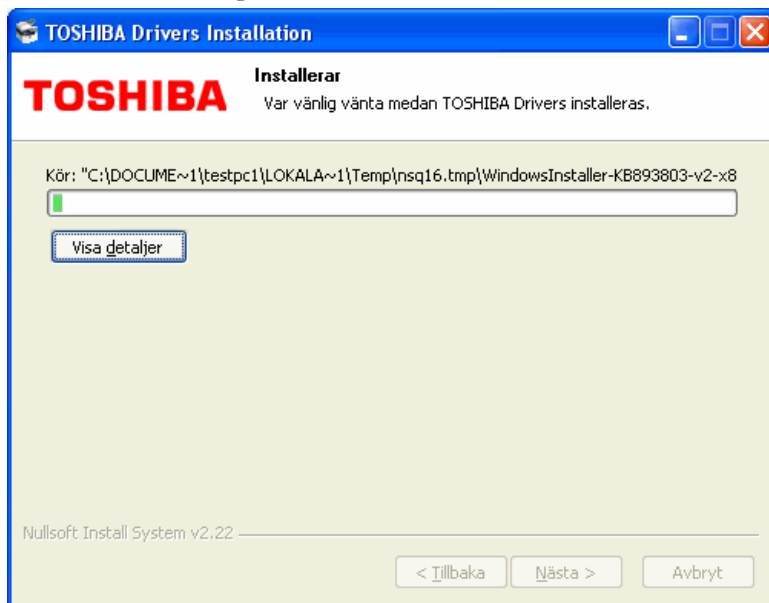 TOSHIBA Drivers Installation
TOSHIBA
Installerar
Var vänlig vänta medan TOSHIBA Drivers installeras.
Kör: "C:\DOCUME~1\testpc1\LOKALA~1\Temp\nsq16.tmp\WindowsInstaller-KB893803-v2-x8
Visa detaljer
Nullsoft Install System v2.22
< Tillbaka Nästa > Avbryt